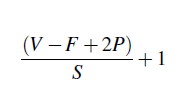 (V – F + 2P)
S
+ 1